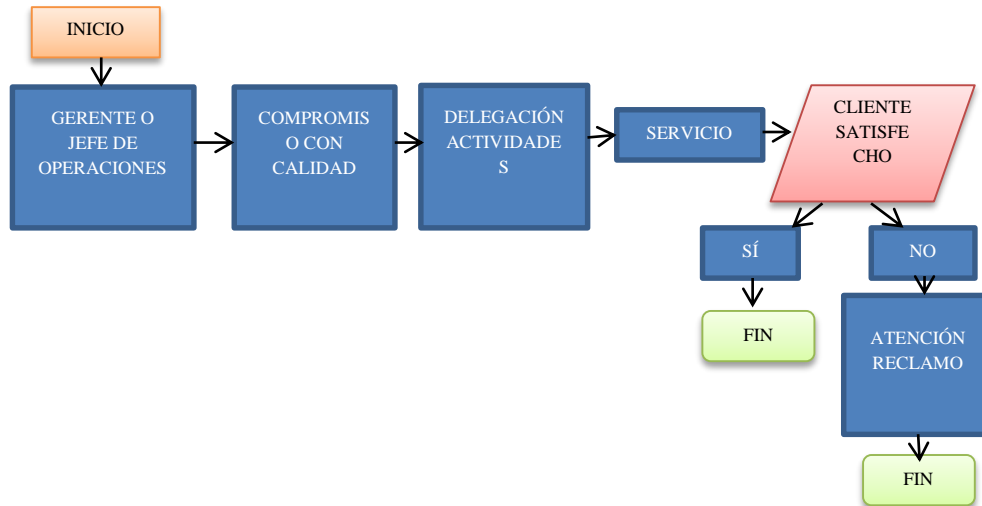 INICIO
GERENTE O
JEFE DE
OPERACIONES
COMPROMIS
O CON
CALIDAD
DELEGACIÓN
ACTIVIDADE
S
SERVICIO
CLIENTE
SATISFE
CHO
SÍ
FIN
NO
ATENCIÓN
RECLAMO
FIN